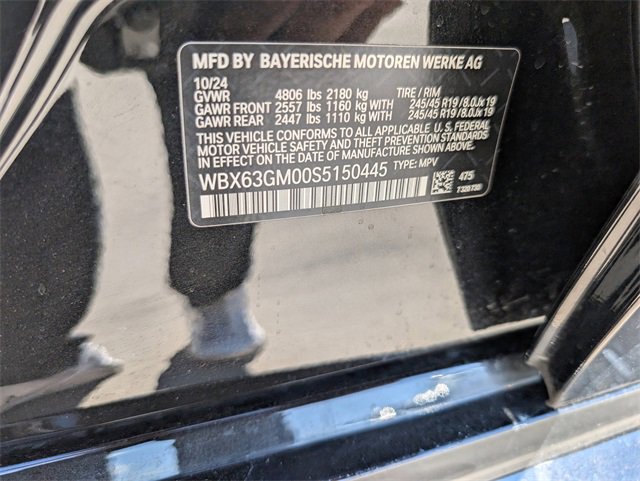 MFD BY BAYERISCHE MOTOREN WERKE AG
10/24
GVWR 4806 lbs 2180 kg TIRE / RIM
GAWR FRONT 2557 lbs 1160 kg WITH 245/45 R19 / 8.0Jx19
GAWR REAR 2447 lbs 1110 kg WITH 245/45 R19 / 8.0Jx19
THIS VEHICLE CONFORMS TO ALL APPLICABLE U. S. FEDERAL
MOTOR VEHICLE SAFETY AND THEFT PREVENTION STANDARDS
IN EFFECT ON THE DATE OF MANUFACTURE SHOWN ABOVE.
WBX63GM00S5150445 TYPE: MPV
475
7320730